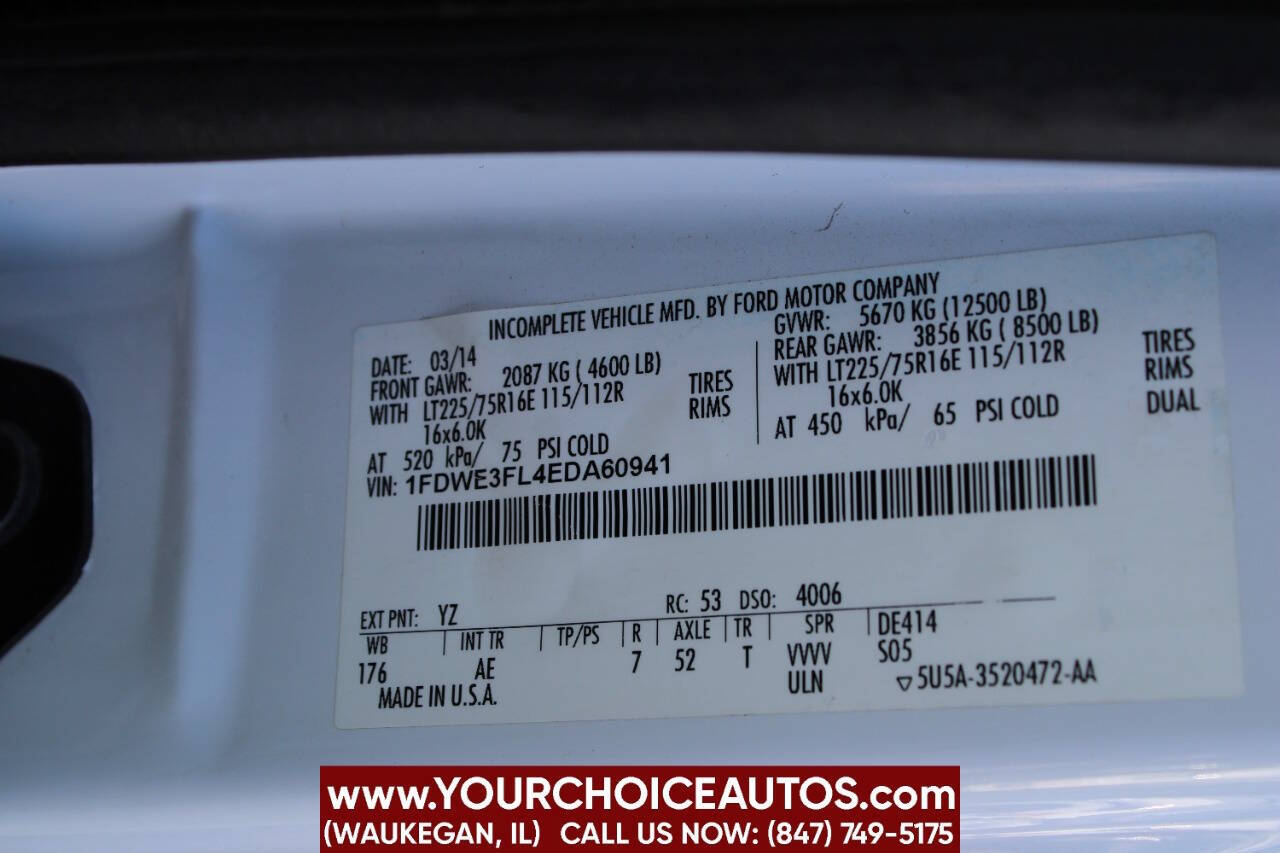 INCOMPLETE VEHICLE MFD. BY FORD MOTOR COMPANY
DATE: 03/14
GVWR: 5670 KG (12500 LB)
FRONT GAWR: 2087 KG ( 4600 LB)
REAR GAWR: 3856 KG ( 8500 LB)
WITH LT225/75R16E 115/112R TIRES
WITH LT225/75R16E 115/112R TIRES
16x6.0K RIMS
16x6.0K RIMS
AT 520 kPa/ 75 PSI COLD
AT 450 kPa/ 65 PSI COLD DUAL
VIN: 1FDWE3FL4EDA60941
EXT PNT: YZ RC: 53 DSO: 4006
WB INT TR TP/PS R AXLE TR SPR DE414
176 AE 7 52 T VVVV S05
MADE IN U.S.A. ULN ▽ 5U5A-3520472-AA
www.YOURCHOICEAUTOS.com
(WAUKEGAN, IL) CALL US NOW: (847) 749-5175